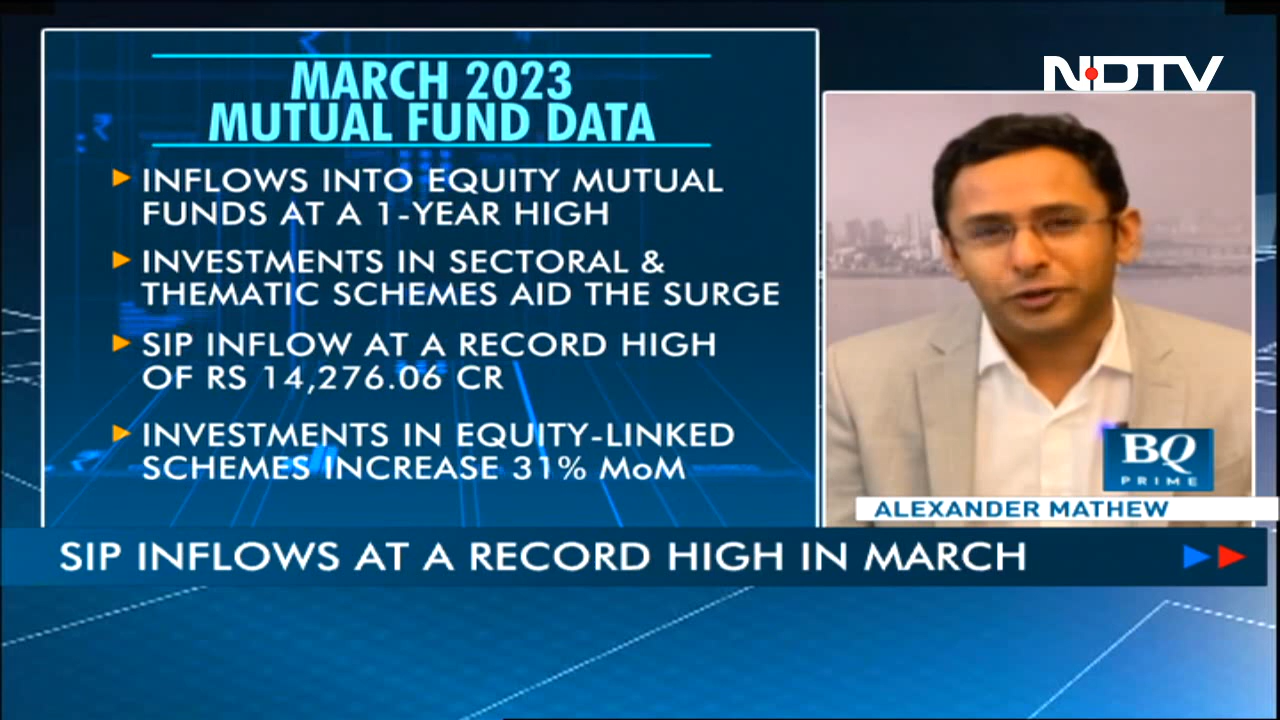 MARCH 2023
MUTUAL FUND DATA
INFLOWS INTO EQUITY MUTUAL
FUNDS AT A 1-YEAR HIGH
INVESTMENTS IN SECTORAL &
THEMATIC SCHEMES AID THE SURGE
SIP INFLOW AT A RECORD HIGH
OF RS 14,276.06 CR
INVESTMENTS IN EQUITY-LINKED
SCHEMES INCREASE 31% MoM
NDTV
BQ
PRIME
ALEXANDER MATHEW
SIP INFLOWS AT A RECORD HIGH IN MARCH